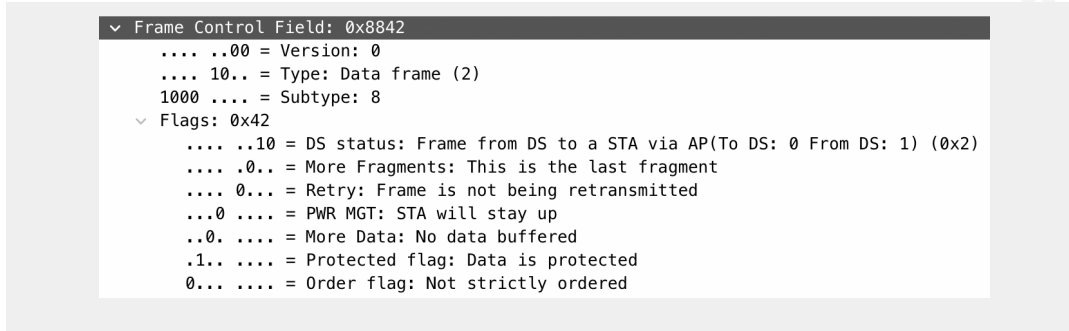 Frame Control Field: 0x8842
.... ..00 = Version: 0
.... 10.. = Type: Data frame (2)
1000 .... = Subtype: 8
Flags: 0x42
.... ..10 = DS status: Frame from DS to a STA via AP(To DS: 0 From DS: 1) (0x2)
.... .0.. = More Fragments: This is the last fragment
.... 0... = Retry: Frame is not being retransmitted
...0 .... = PWR MGT: STA will stay up
..0. .... = More Data: No data buffered
.1.. .... = Protected flag: Data is protected
0... .... = Order flag: Not strictly ordered